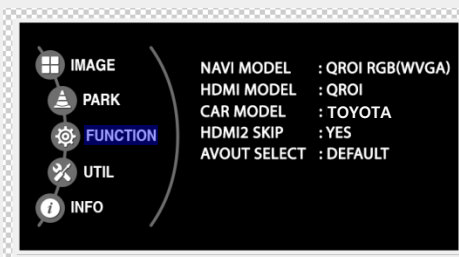 IMAGE
PARK
FUNCTION
UTIL
INFO
NAVI MODEL : QROI RGB(WVGA)
HDMI MODEL : QROI
CAR MODEL : TOYOTA
HDMI2 SKIP : YES
AVOUT SELECT : DEFAULT